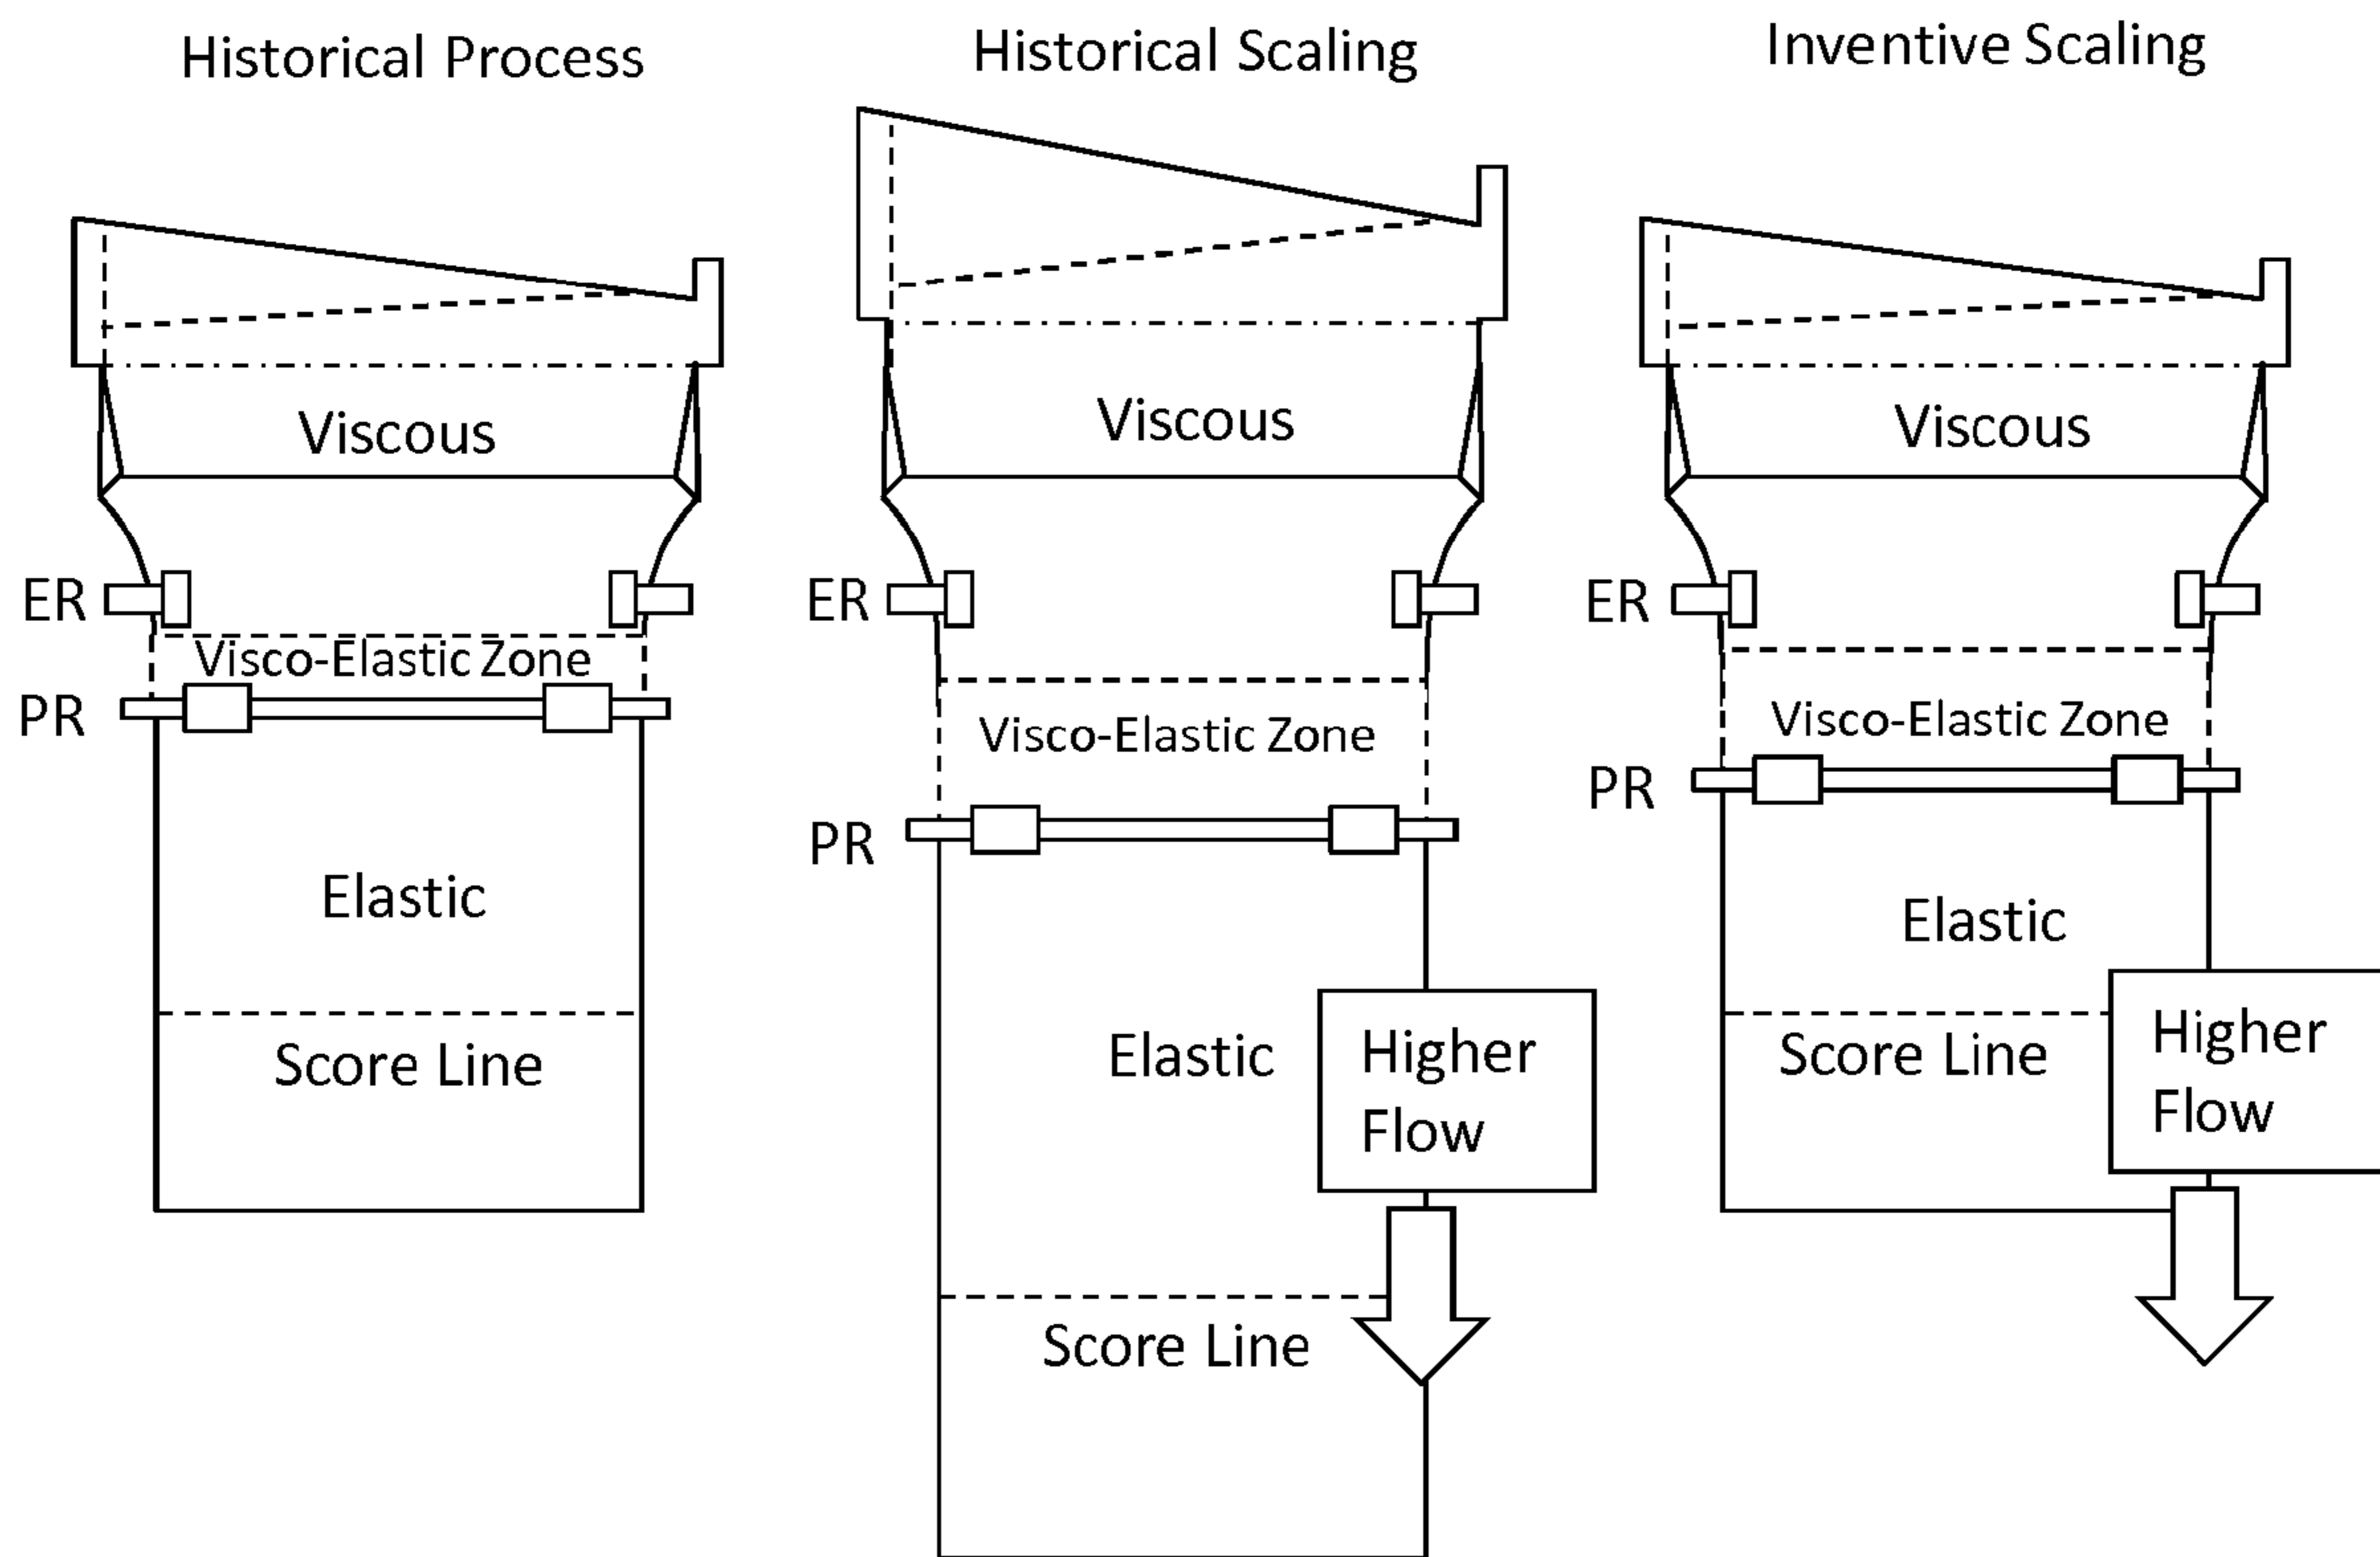 Historical Process
Viscous
ER
Visco-Elastic Zone
PR
Elastic
Score Line
Historical Scaling
Viscous
ER
Visco-Elastic Zone
PR
Elastic
Higher
Flow
Score Line
Inventive Scaling
Viscous
ER
Visco-Elastic Zone
PR
Elastic
Score Line
Higher
Flow